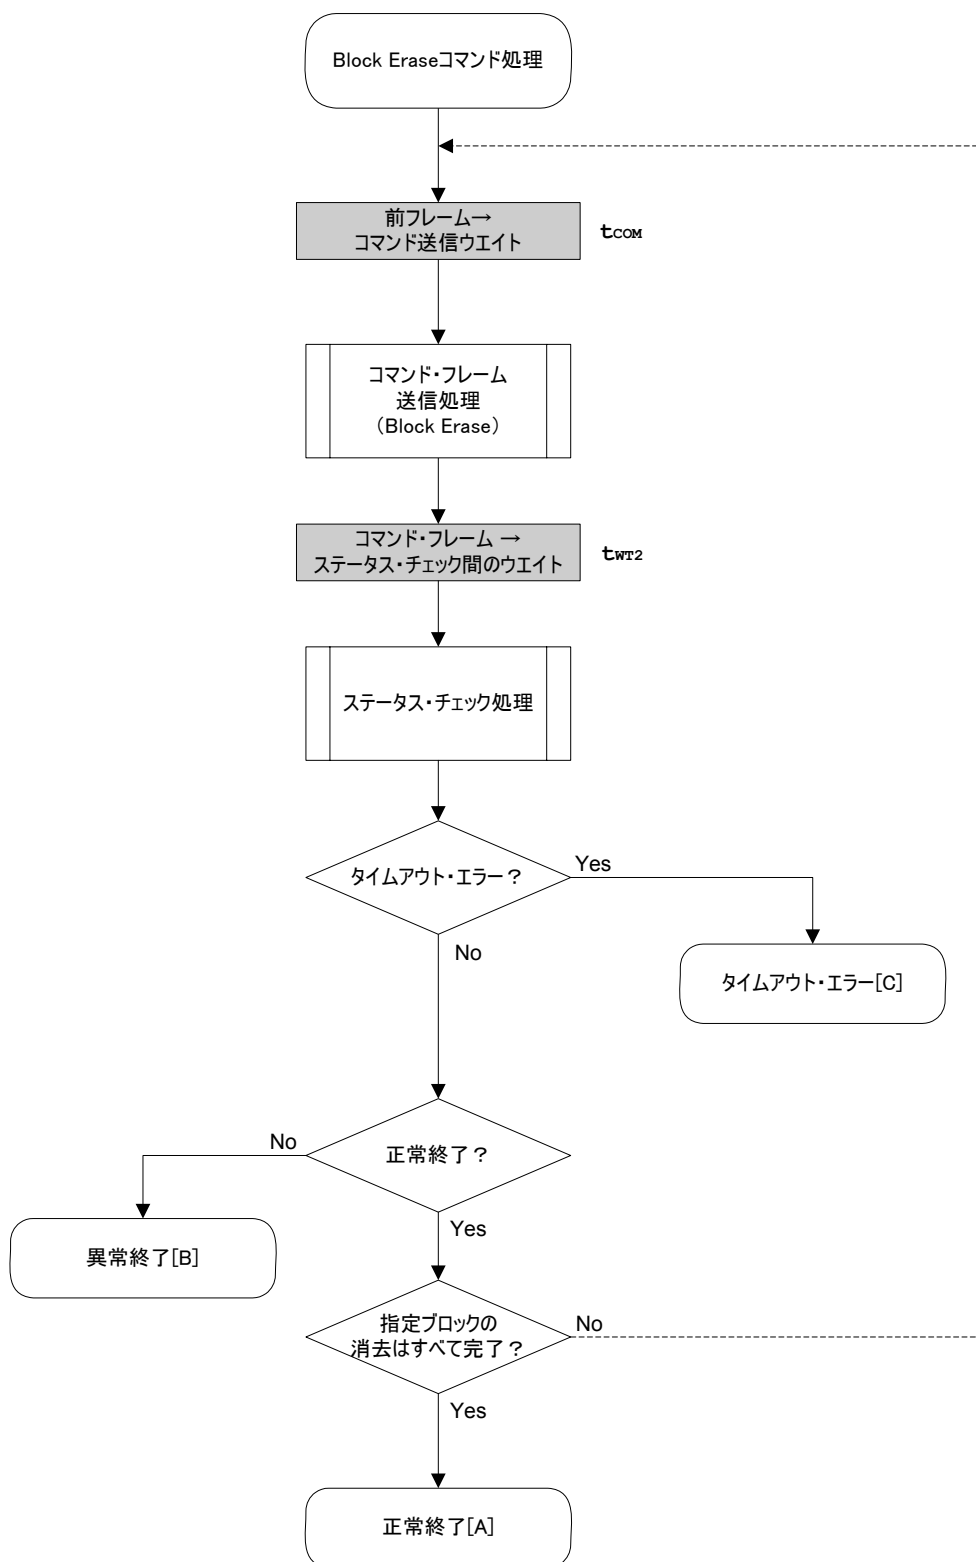 Block Eraseコマンド処理
前フレーム→
コマンド送信ウエイト
tCOM
コマンド・フレーム
送信処理
（Block Erase）
コマンド・フレーム →
ステータス・チェック間のウエイト
tWT2
ステータス・チェック処理
タイムアウト・エラー？
Yes
No
タイムアウト・エラー[C]
正常終了？
No
Yes
異常終了[B]
指定ブロックの
消去はすべて完了？
No
Yes
正常終了[A]